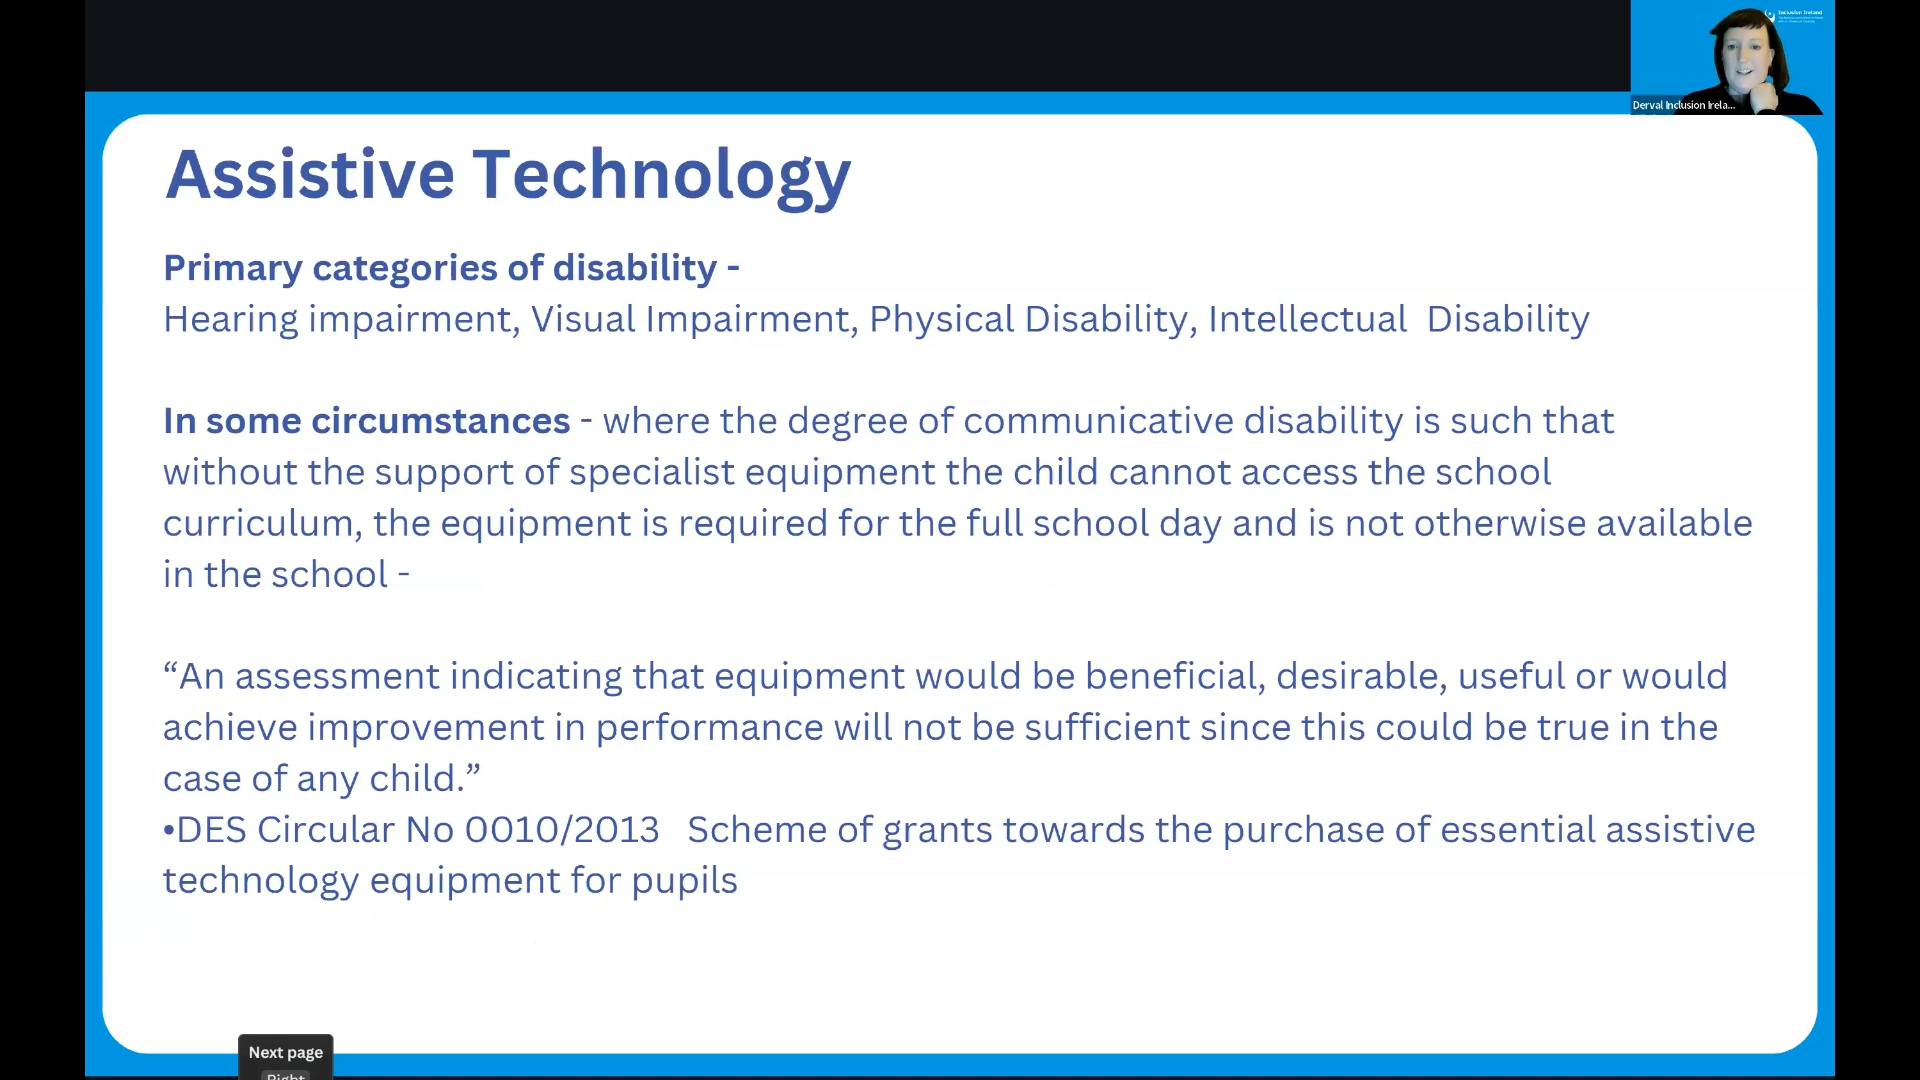 Inclusion Ireland
Derval Inclusion Irela...
Assistive Technology
Primary categories of disability -
Hearing impairment, Visual Impairment, Physical Disability, Intellectual  Disability
In some circumstances - where the degree of communicative disability is such that
without the support of specialist equipment the child cannot access the school
curriculum, the equipment is required for the full school day and is not otherwise available
in the school -
“An assessment indicating that equipment would be beneficial, desirable, useful or would
achieve improvement in performance will not be sufficient since this could be true in the
case of any child.”
•DES Circular No 0010/2013   Scheme of grants towards the purchase of essential assistive
technology equipment for pupils
Next page
Right